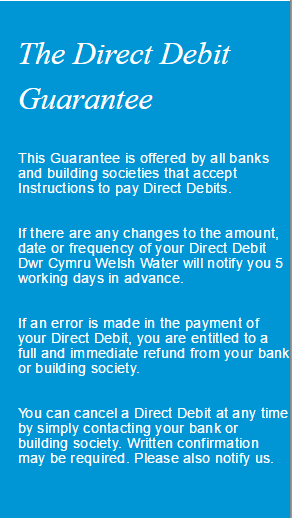 The Direct Debit
Guarantee
This Guarantee is offered by all banks
and building societies that accept
Instructions to pay Direct Debits.
If there are any changes to the amount,
date or frequency of your Direct Debit
Dwr Cymru Welsh Water will notify you 5
working days in advance.
If an error is made in the payment of
your Direct Debit, you are entitled to a
full and immediate refund from your bank
or building society.
You can cancel a Direct Debit at any time
by simply contacting your bank or
building society. Written confirmation
may be required. Please also notify us.